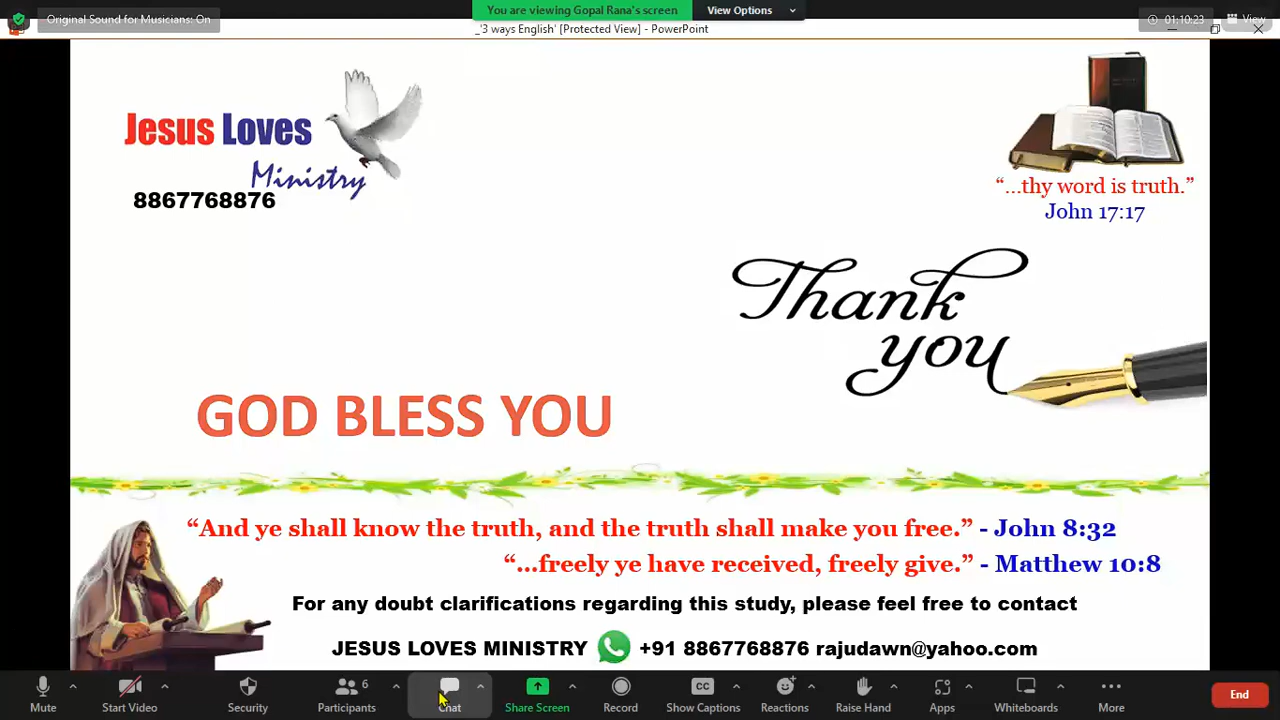 Original Sound for Musicians: On
You are viewing Gopal Rana's screen
View Options
01:10:23
View
_'3 ways English' [Protected View] - PowerPoint
Jesus Loves
Ministry
8867768876
“...thy word is truth.”
John 17:17
Thank
you
GOD BLESS YOU
“And ye shall know the truth, and the truth shall make you free.” - John 8:32
“...freely ye have received, freely give.” - Matthew 10:8
For any doubt clarifications regarding this study, please feel free to contact
JESUS LOVES MINISTRY +91 8867768876 rajudawn@yahoo.com
Mute
Start Video
Security
6
Participants
Chat
Share Screen
Record
CC
Show Captions
Reactions
Raise Hand
Apps
Whiteboards
More
End